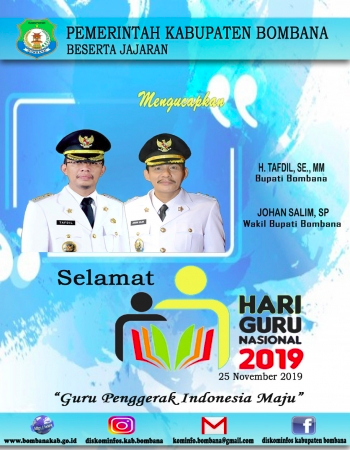 PEMERINTAH KABUPATEN BOMBANA
BESERTA JAJARAN
Mengucapkan
H. TAFDIL, SE., MM
Bupati Bombana
JOHAN SALIM, SP
Wakil Bupati Bombana
Selamat
HARI
GURU
NASIONAL
2019
25 November 2019
"Guru Penggerak Indonesia Maju"
www.bombanakab.go.id
diskominfos kab.bombana
kominfo.bombana@gmail.com
diskominfos kabupaten bombana